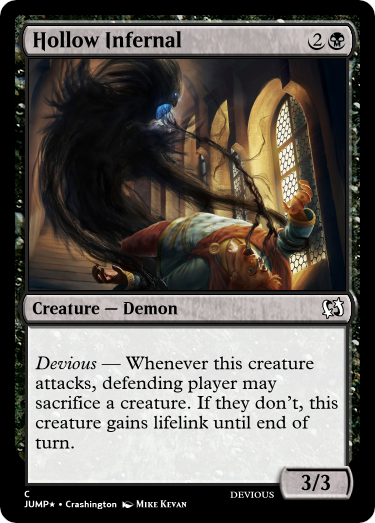 Hollow Infernal 2
Creature — Demon
Devious — Whenever this creature
attacks, defending player may
sacrifice a creature. If they don't, this
creature gains lifelink until end of
turn.
3/3
C
JUMP★ • Crashington Mike Kevan
DEVIOUS